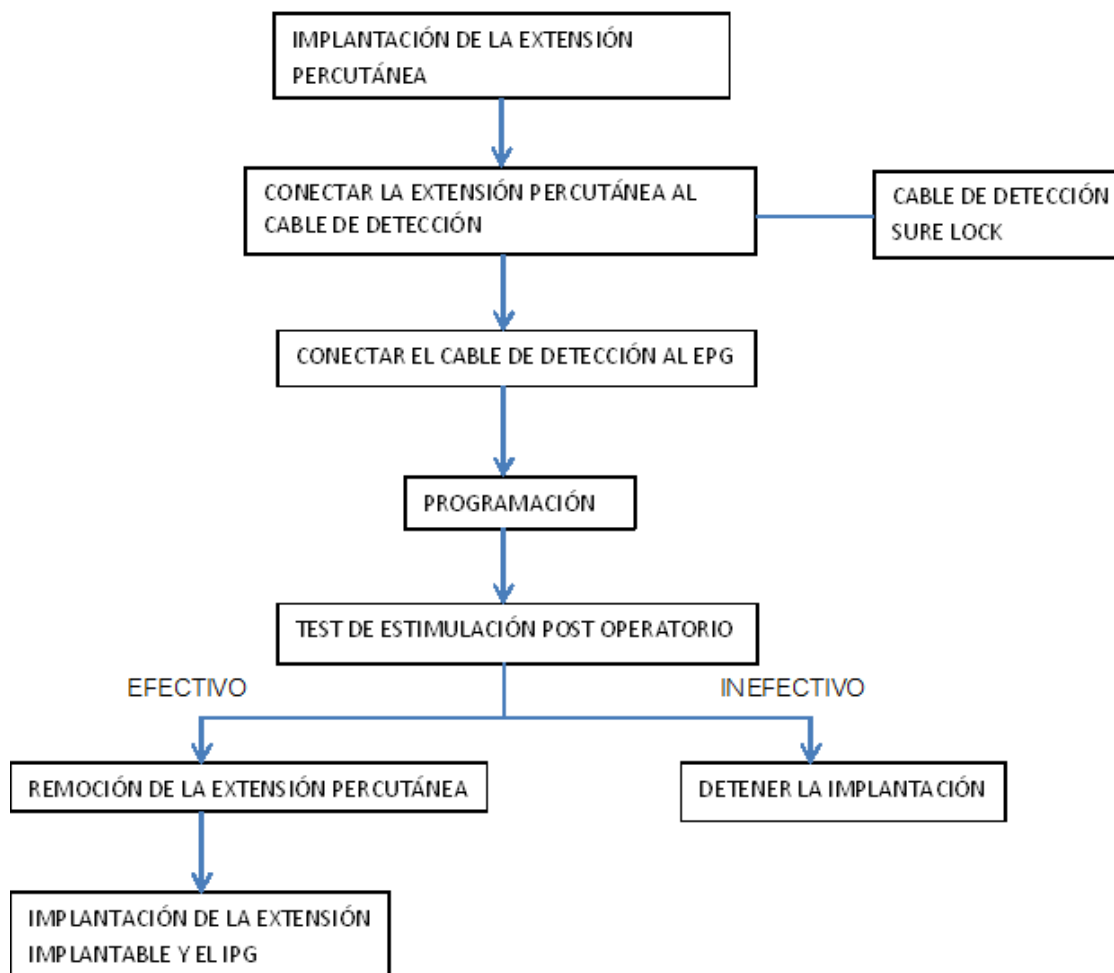 IMPLANTACIÓN DE LA EXTENSIÓN
PERCUTÁNEA
CONECTAR LA EXTENSIÓN PERCUTÁNEA AL
CABLE DE DETECCIÓN
CABLE DE DETECCIÓN
SURE LOCK
CONECTAR EL CABLE DE DETECCIÓN AL EPG
PROGRAMACIÓN
TEST DE ESTIMULACIÓN POST OPERATORIO
EFECTIVO
INEFECTIVO
REMOCIÓN DE LA EXTENSIÓN PERCUTÁNEA
DETENER LA IMPLANTACIÓN
IMPLANTACIÓN DE LA EXTENSIÓN
IMPLANTABLE Y EL IPG